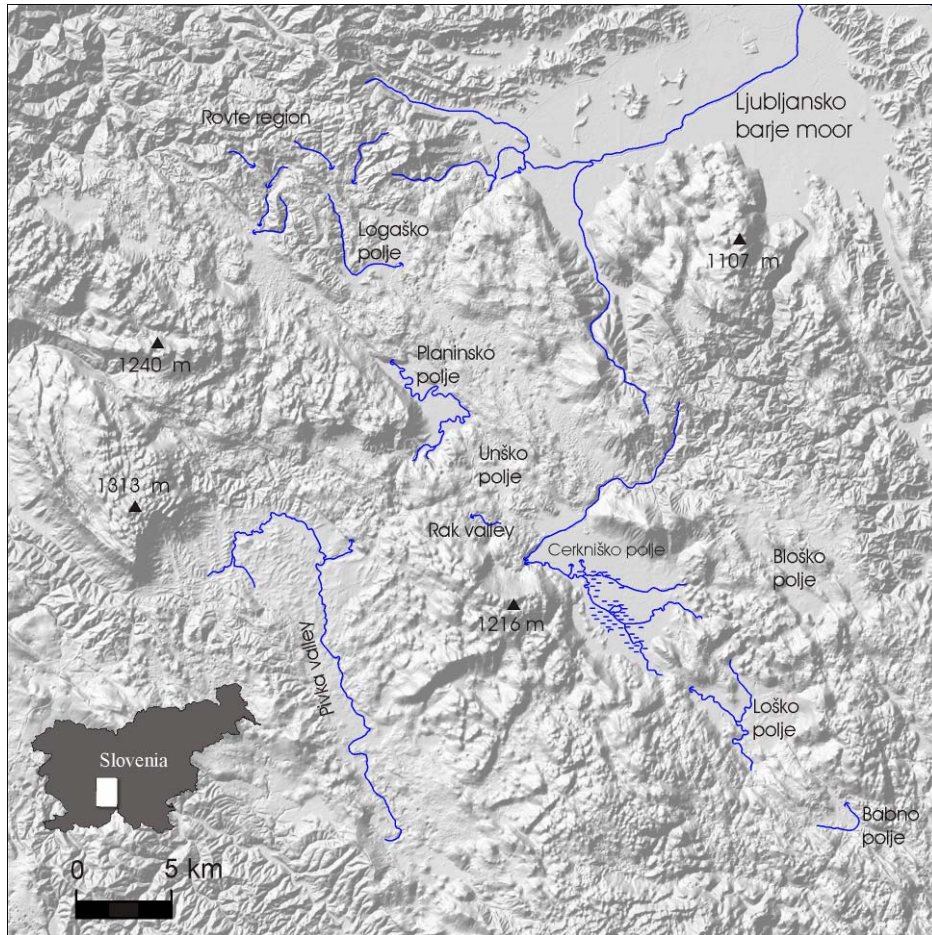 Ljubljansko
barje moor
Rovte region
Logaško
polje
1107 m
Planinsko
polje
1240 m
Unško
polje
1313 m
Rak valley
Cerkniško polje
Bloško
polje
1216 m
Pivka valley
Loško
polje
Slovenia
Babno
polje
0 5 km